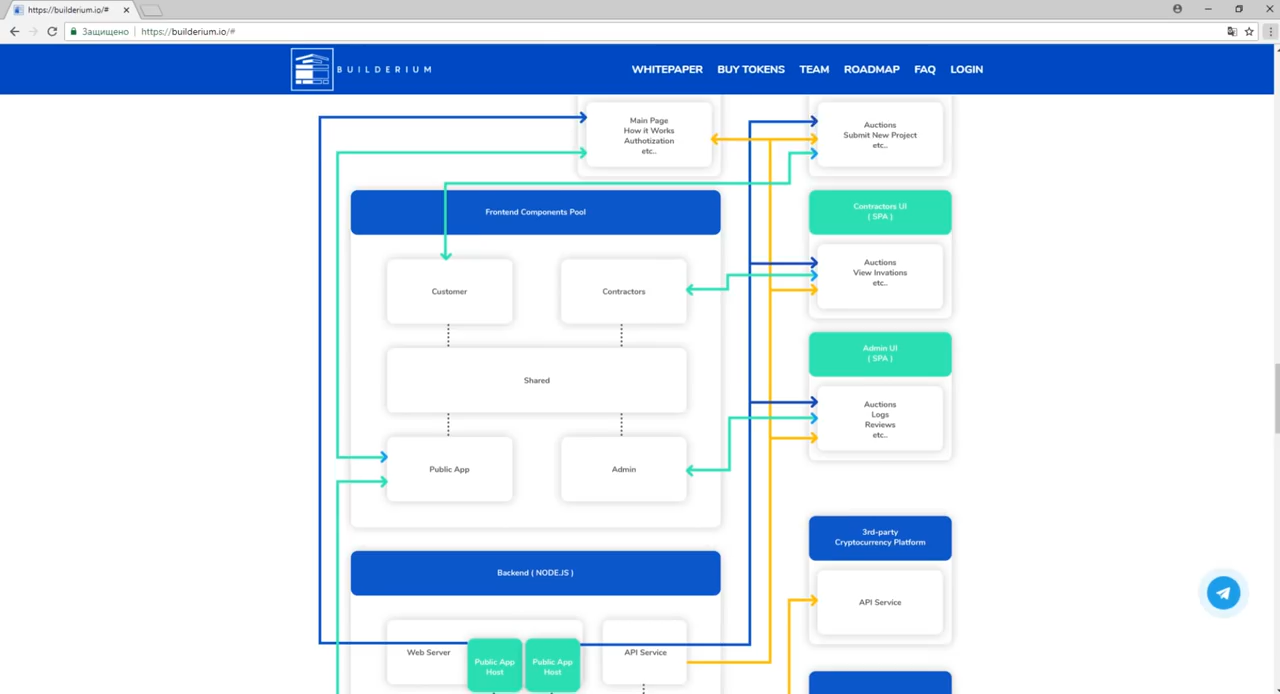 https://builderium.io/#
Защищено
https://builderium.io/#
BUILDERIUM
WHITEPAPER
BUY TOKENS
TEAM
ROADMAP
FAQ
LOGIN
Main Page
How it Works
Authotization
etc..
Auctions
Submit New Project
etc..
Frontend Components Pool
Contractors UI
( SPA )
Auctions
View Invations
etc..
Customer
Contractors
Admin UI
( SPA )
Shared
Auctions
Logs
Reviews
etc..
Public App
Admin
3rd-party
Cryptocurrency Platform
Backend ( NODE.JS )
API Service
Web Server
Public App
Host
Public App
Host
API Service